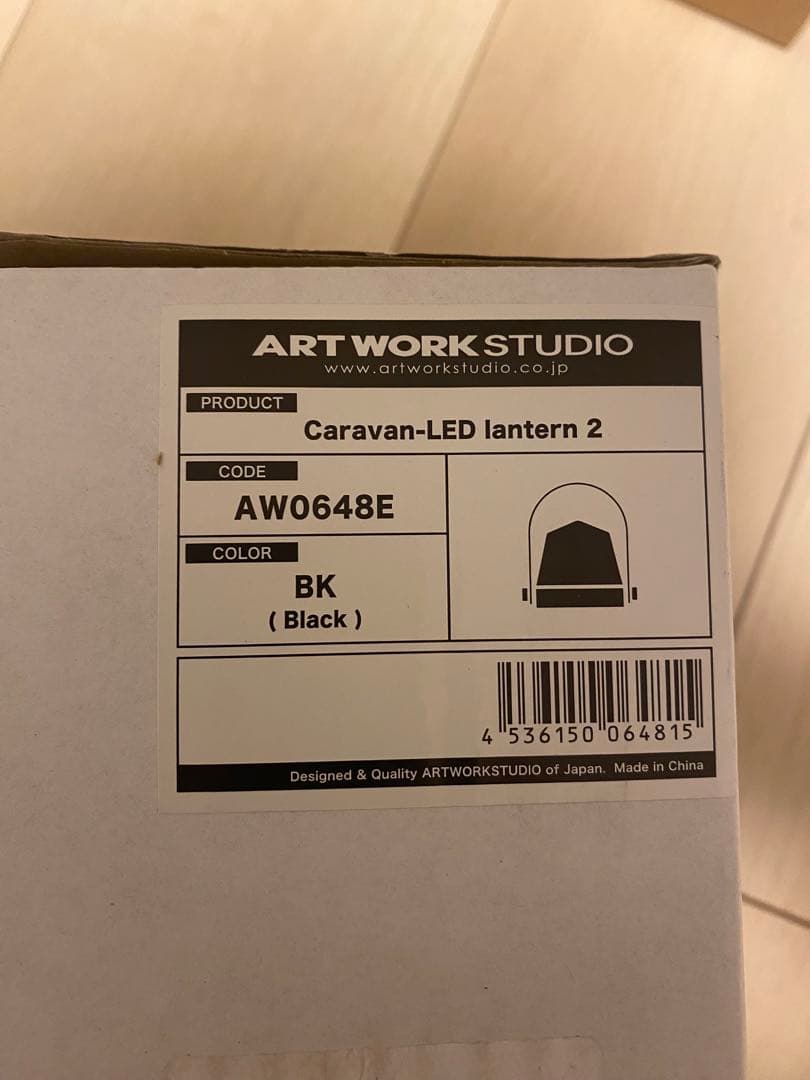 ARTWORKSTUDIO
www.artworkstudio.co.jp
PRODUCT
Caravan-LED lantern 2
CODE
AW0648E
COLOR
BK
( Black )
4 536150 064815
Designed & Quality ARTWORKSTUDIO of Japan. Made in China